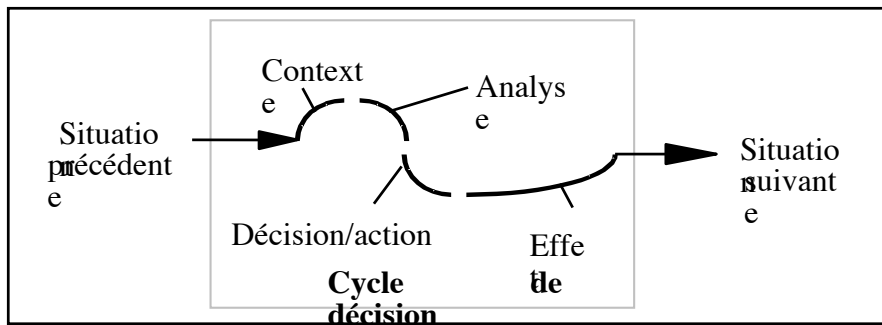 Context
e
Analys
e
Situatio
n
précédent
e
Situatio
n
suivant
e
Décision/action
Effe
t
Cycle de
décision